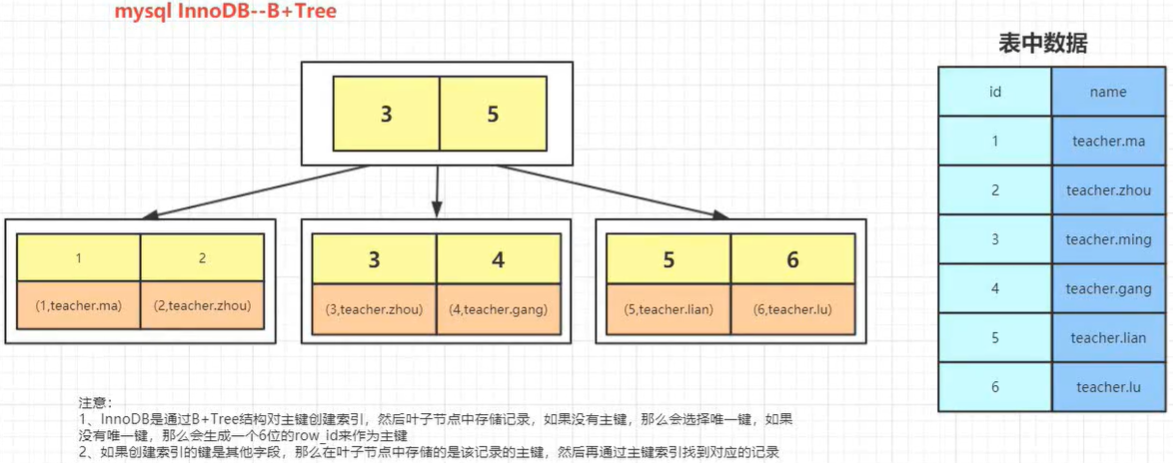 mysql InnoDB--B+Tree
3 5
1 2
(1,teacher.ma) (2,teacher.zhou)
3 4
(3,teacher.zhou) (4,teacher.gang)
5 6
(5,teacher.lian) (6,teacher.lu)
表中数据
id name
1 teacher.ma
2 teacher.zhou
3 teacher.ming
4 teacher.gang
5 teacher.lian
6 teacher.lu
注意：
1、InnoDB是通过B+Tree结构对主键创建索引，然后叶子节点中存储记录，如果没有主键，那么会选择唯一键，如果
没有唯一键，那么会生成一个6位的row_id来作为主键
2、如果创建索引的键是其他字段，那么在叶子节点中存储的是该记录的主键，然后再通过主键索引找到对应的记录